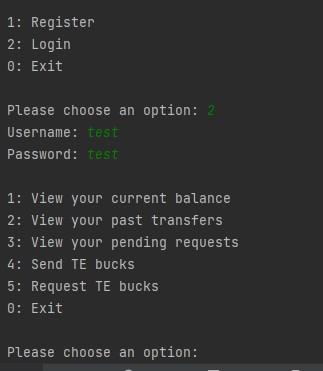 1: Register
2: Login
0: Exit
Please choose an option: 2
Username: test
Password: test
1: View your current balance
2: View your past transfers
3: View your pending requests
4: Send TE bucks
5: Request TE bucks
0: Exit
Please choose an option: